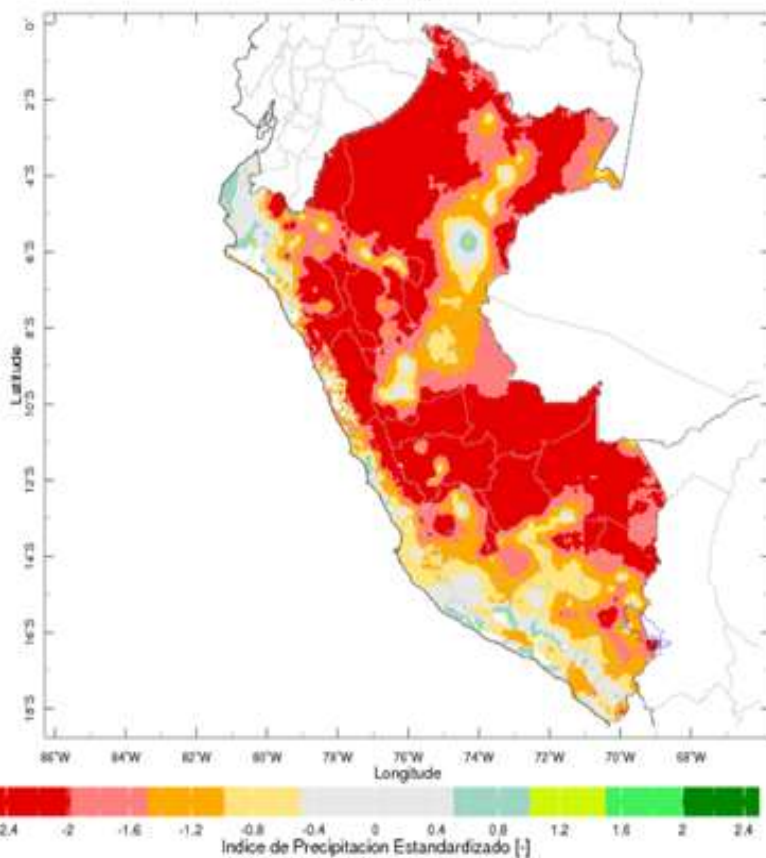 0°
2°S
4°S
6°S
8°S
10°S
12°S
14°S
16°S
18°S
Latitude
86°W 84°W 82°W 80°W 78°W 76°W 74°W 72°W 70°W 68°W
Longitude
2.4 -2 -1.6 -1.2 -0.8 -0.4 0 0.4 0.8 1.2 1.6 2 2.4
Indice de Precipitacion Estandardizado [-]